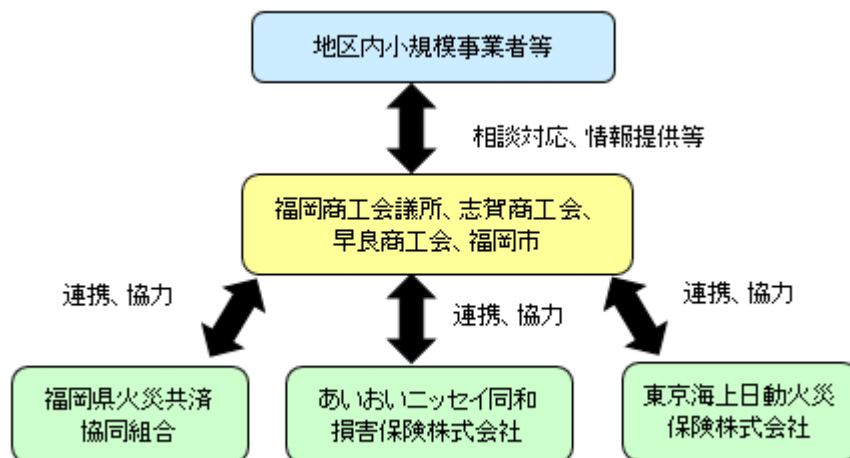 地区内小規模事業者等
相談対応、情報提供等
福岡商工会議所、志賀商工会、
早良商工会、福岡市
連携、協力
連携、協力
連携、協力
福岡県火災共済
協同組合
あいおいニッセイ同和
損害保険株式会社
東京海上日動火災
保険株式会社